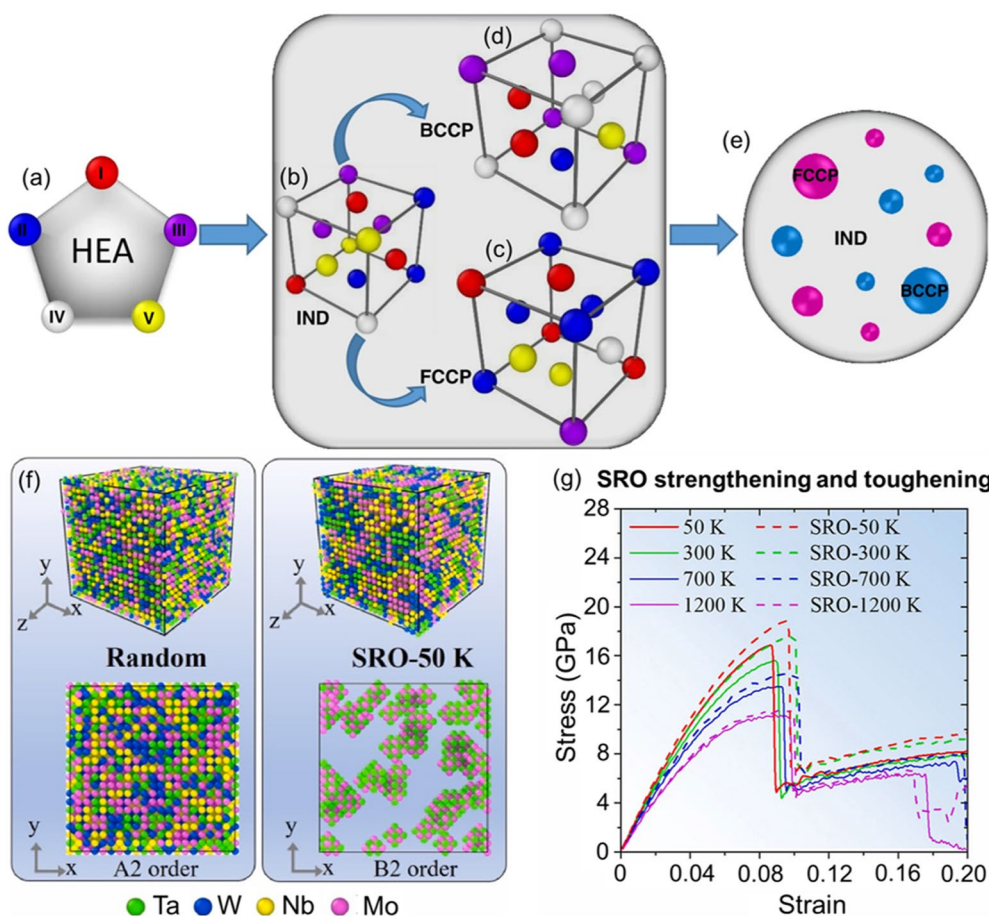 (a)
I
II
III
HEA
IV
V
(b)
IND
(d)
BCCP
(c)
FCCP
(e)
FCCP
IND
BCCP
(f)
y
x
z
Random
y
x
A2 order
y
x
z
SRO-50 K
y
x
B2 order
Ta W Nb Mo
(g) SRO strengthening and toughening
28
24
20
16
12
8
4
0
Stress (GPa)
50 K SRO-50 K
300 K SRO-300 K
700 K SRO-700 K
1200 K SRO-1200 K
0 0.04 0.08 0.12 0.16 0.20
Strain